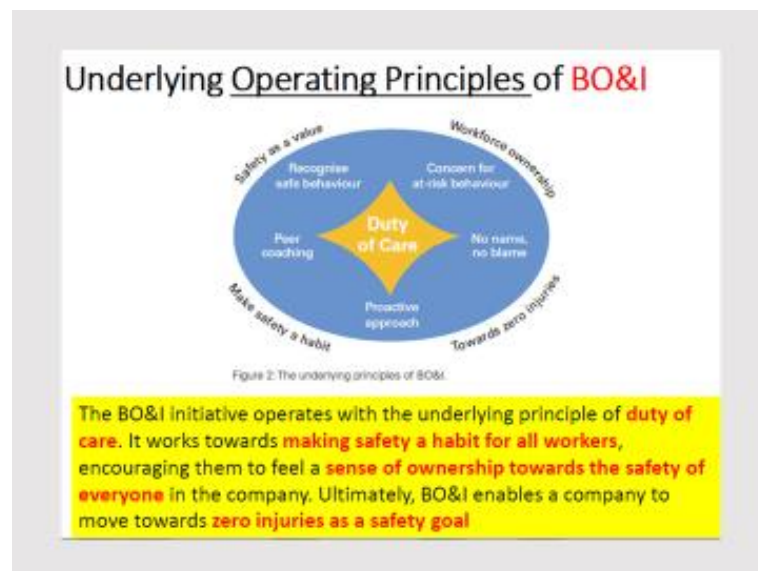 Underlying Operating Principles of BO&I
Safety as a value
Workforce ownership
Recognise
safe behaviour
Concern for
at-risk behaviour
Duty
of Care
Peer
coaching
No name,
no blame
Proactive
approach
Make safety a habit
Towards zero injuries
Figure 2: The underlying principles of BO&I.
The BO&I initiative operates with the underlying principle of duty of
care. It works towards making safety a habit for all workers,
encouraging them to feel a sense of ownership towards the safety of
everyone in the company. Ultimately, BO&I enables a company to
move towards zero injuries as a safety goal